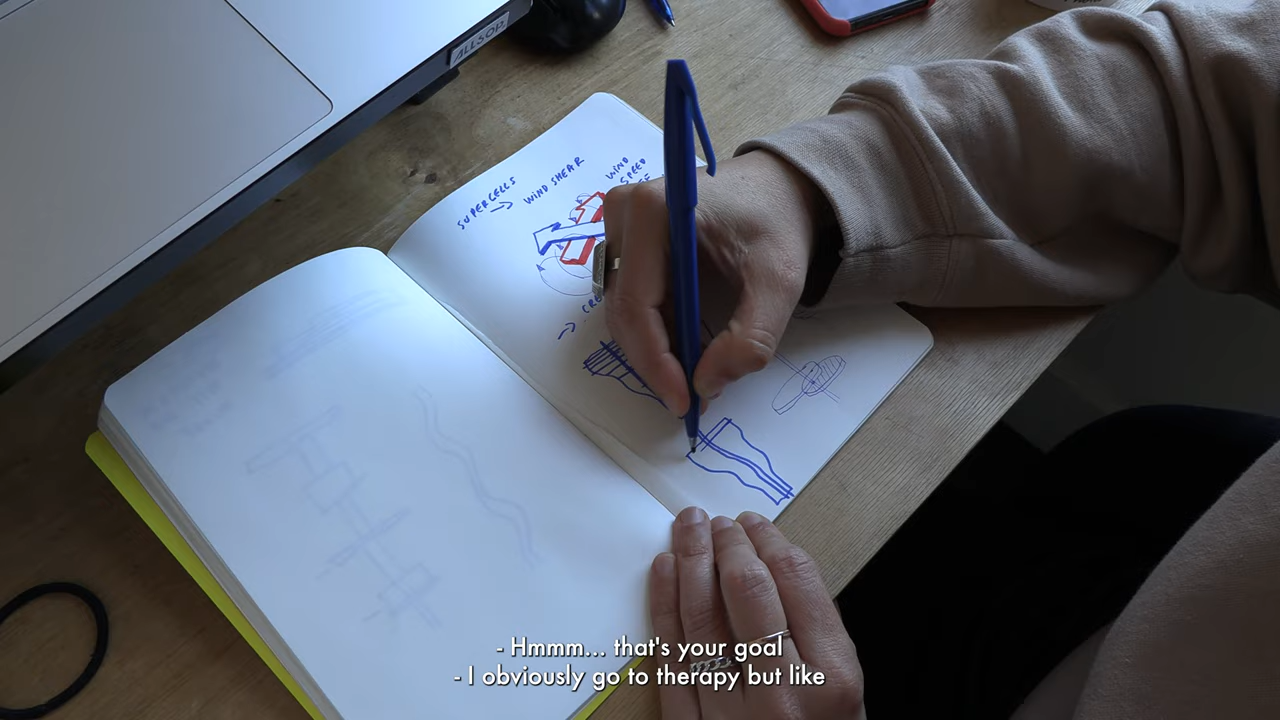 ALLSOP
SUPERCELLS
-> WIND SHEAR
WIND
SPEED
->
- Hmmm... that's your goal
- I obviously go to therapy but like